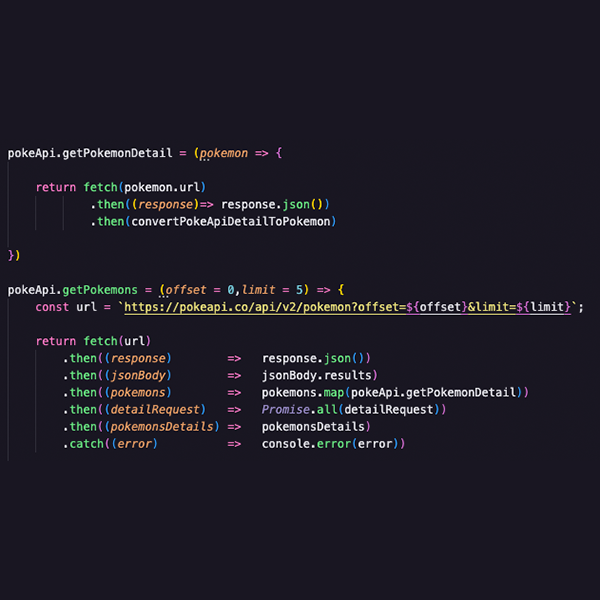 pokeApi.getPokemonDetail = (pokemon => {
return fetch(pokemon.url)
.then((response)=> response.json())
.then(convertPokeApiDetailToPokemon)
})
pokeApi.getPokemons = (offset = 0,limit = 5) => {
const url = `https://pokeapi.co/api/v2/pokemon?offset=${offset}&limit=${limit}`;
return fetch(url)
.then((response) => response.json())
.then((jsonBody) => jsonBody.results)
.then((pokemons) => pokemons.map(pokeApi.getPokemonDetail))
.then((detailRequest) => Promise.all(detailRequest))
.then((pokemonsDetails) => pokemonsDetails)
.catch((error) => console.error(error))